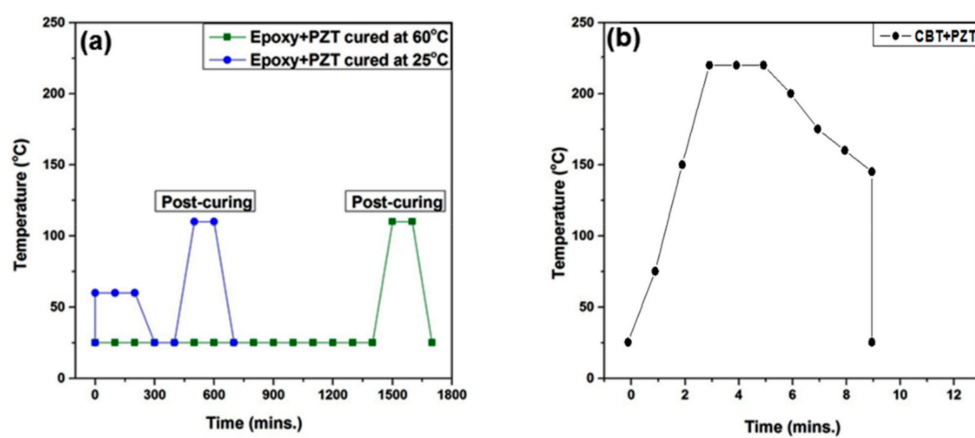 (a)
Epoxy+PZT cured at 60°C
Epoxy+PZT cured at 25°C
Post-curing
Post-curing
250
200
150
100
50
0
Temperature (°C)
0 300 600 900 1200 1500 1800
Time (mins.)
(b)
CBT+PZT
250
200
150
100
50
0
Temperature (°C)
0 2 4 6 8 10 12
Time (mins.)